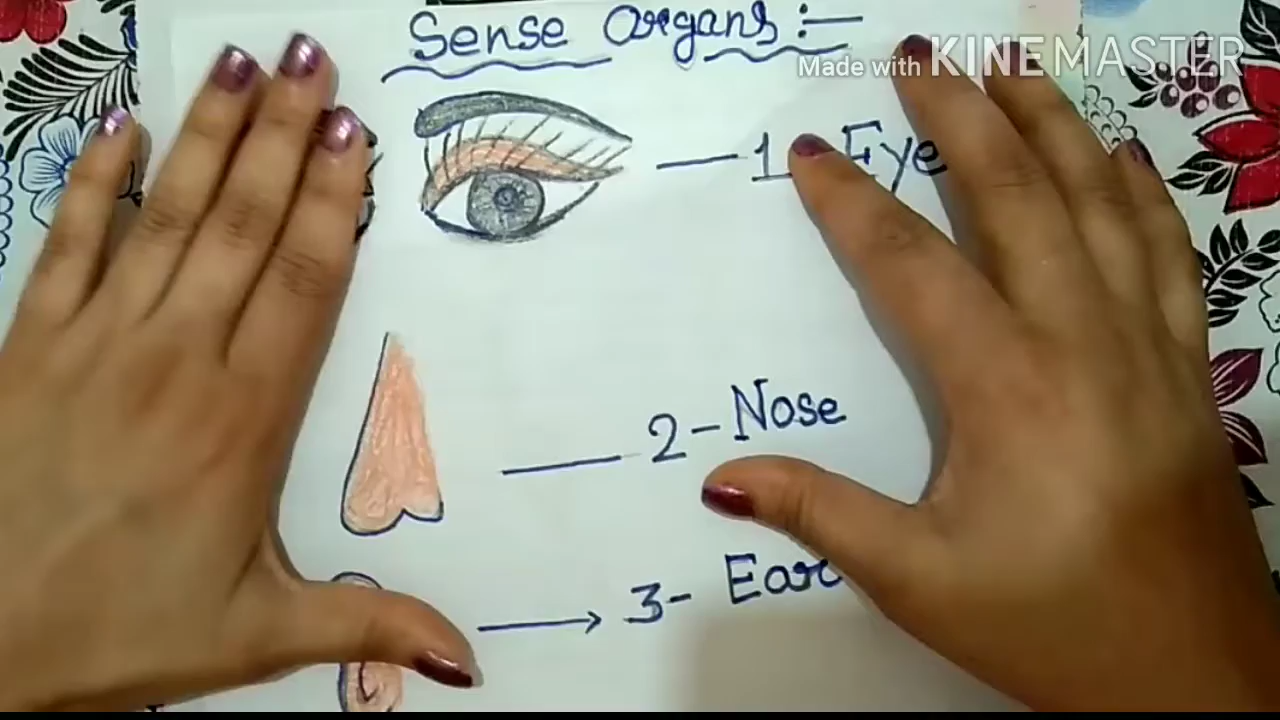 Sense Organs :-
Made with KINEMASTER
1 Eye
2- Nose
3- Ear